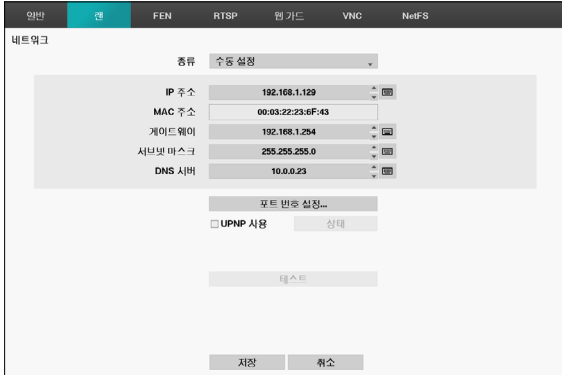 일반 랜 FEN RTSP 웹 가드 VNC NetFS
네트워크
종류 수동 설정
IP 주소 192.168.1.129
MAC 주소 00:03:22:23:6F:43
게이트웨이 192.168.1.254
서브넷 마스크 255.255.255.0
DNS 서버 10.0.0.23
포트 번호 설정...
UPNP 사용 상태
테스트
저장 취소